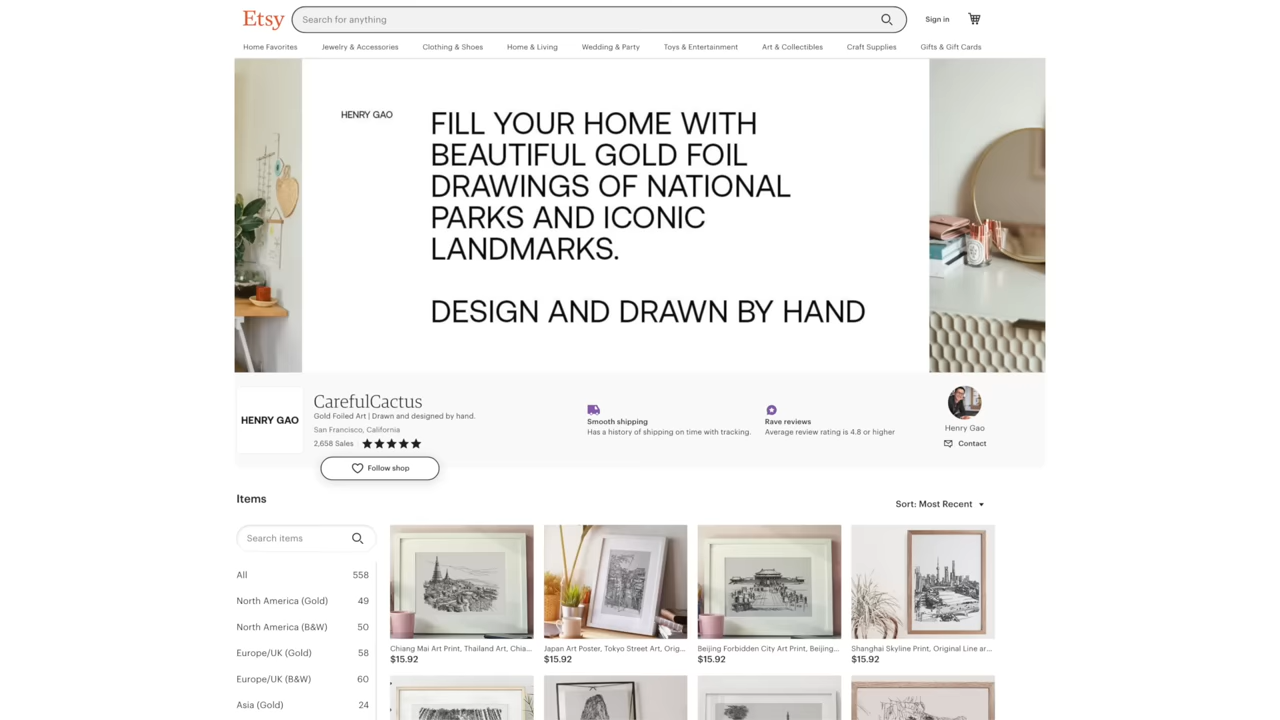 Etsy
Search for anything
Sign in
Home Favorites Jewelry & Accessories Clothing & Shoes Home & Living Wedding & Party Toys & Entertainment Art & Collectibles Craft Supplies Gifts & Gift Cards
HENRY GAO
FILL YOUR HOME WITH
BEAUTIFUL GOLD FOIL
DRAWINGS OF NATIONAL
PARKS AND ICONIC
LANDMARKS.
DESIGN AND DRAWN BY HAND
HENRY GAO
CarefulCactus
Gold Foiled Art | Drawn and designed by hand.
San Francisco, California
2,658 Sales
Follow shop
Smooth shipping
Has a history of shipping on time with tracking.
Rave reviews
Average review rating is 4.8 or higher
Henry Gao
Contact
Items
Sort: Most Recent
Search items
All 558
North America (Gold) 49
North America (B&W) 50
Europe/UK (Gold) 58
Europe/UK (B&W) 60
Asia (Gold) 24
Chiang Mai Art Print, Thailand Art, Chia...
$15.92
Japan Art Poster, Tokyo Street Art, Orig...
$15.92
Beijing Forbidden City Art Print, Beijing...
$15.92
Shanghai Skyline Print, Original Line ar...
$15.92